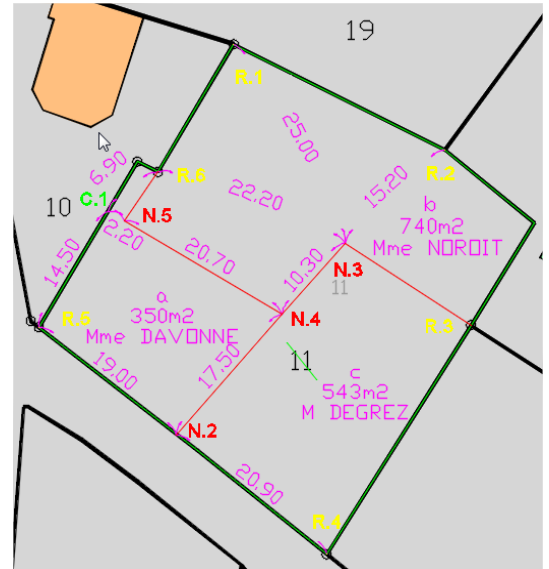 19
R.1
25.00
6.90
R.6
15.20
R.2
C.1
22.20
b
740m2
Mme NOROIT
10
N.5
2.20
14.50
20.70
10.30
N.3
11
a
350m2
Mme DAVONNE
R.5
N.4
R.3
11
19.00
17.50
c
543m2
M DEGREZ
N.2
20.90
R.4